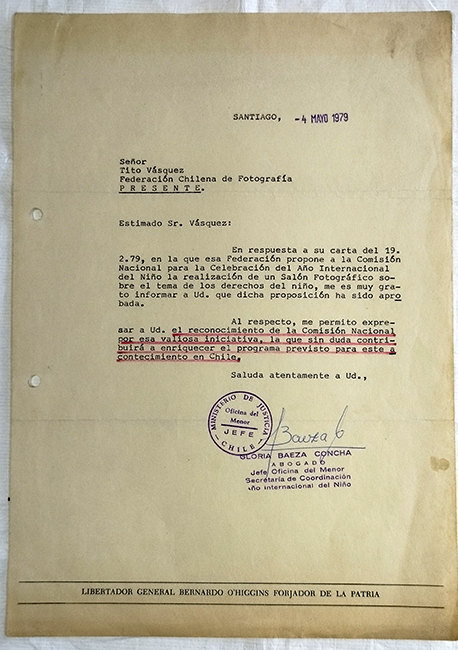 SANTIAGO, -4 MAYO 1979
Señor
Tito Vásquez
Federación Chilena de Fotografía
P R E S E N T E.
Estimado Sr. Vásquez:
En respuesta a su carta del 19.
2.79, en la que esa Federación propone a la Comisión
Nacional para la Celebración del Año Internacional
del Niño la realización de un Salón Fotográfico so-
bre el tema de los derechos del niño, me es muy gra-
to informar a Ud. que dicha proposición ha sido apro
bada.
Al respecto, me permito expre-
sar a Ud. el reconocimiento de la Comisión Nacional
por esa valiosa iniciativa, la que sin duda contri-
buirá a enriquecer el programa previsto para este a
contecimiento en Chile.
Saluda atentamente a Ud.,
MINISTERIO DE JUSTICIA
Oficina del
Menor
JEFE
CHILE
GLORIA BAEZA CONCHA
ABOGADO
Jefe Oficina del Menor
Secretaría de Coordinación
Año Internacional del Niño
LIBERTADOR GENERAL BERNARDO O'HIGGINS FORJADOR DE LA PATRIA